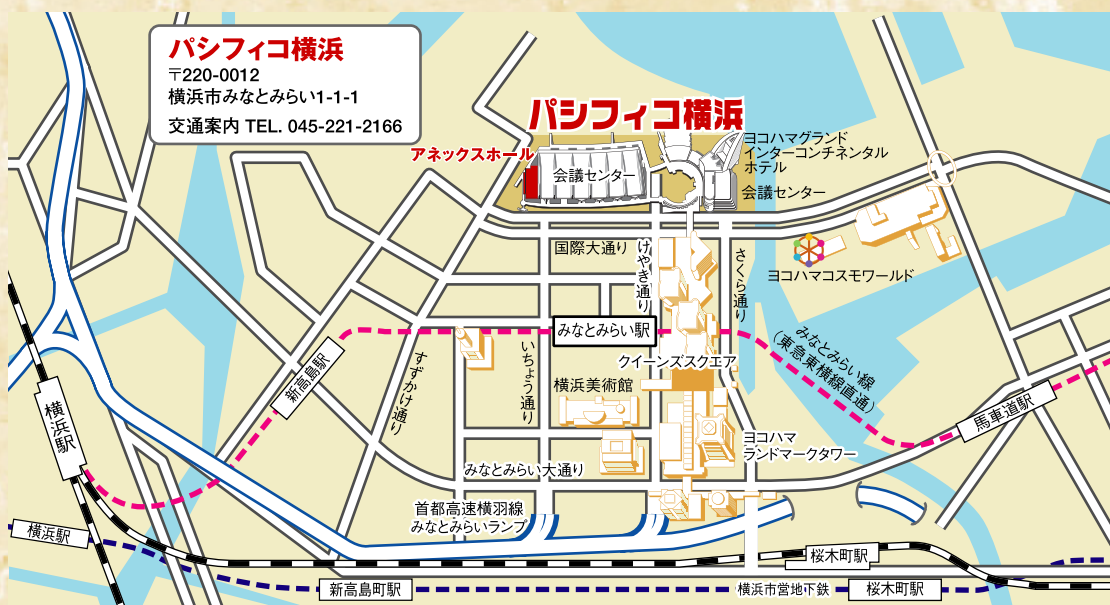 パシフィコ横浜
〒220-0012
横浜市みなとみらい1-1-1
交通案内 TEL. 045-221-2166
パシフィコ横浜
アネックスホール
会議センター
ヨコハマグランド
インターコンチネンタル
ホテル
会議センター
国際大通り
けやき通り
さくら通り
ヨコハマコスモワールド
みなとみらい駅
みなとみらい線
(東急東横線直通)
クイーンズスクエア
新高島駅
すずかけ通り
いちょう通り
横浜美術館
馬車道駅
横浜駅
ヨコハマ
ランドマークタワー
みなとみらい大通り
首都高速横羽線
みなとみらいランプ
横浜駅
桜木町駅
新高島町駅
横浜市営地下鉄
桜木町駅